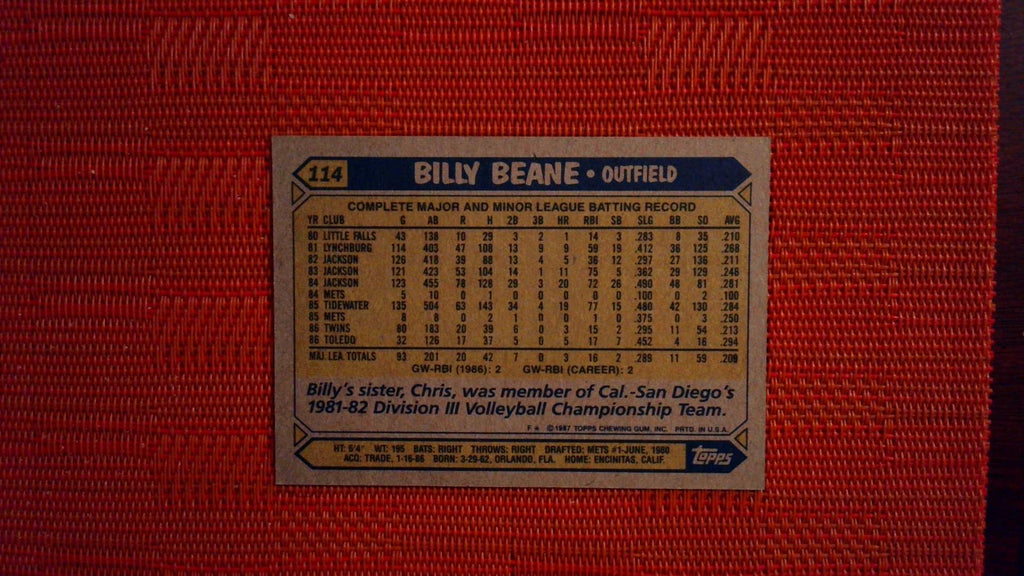 114 BILLY BEANE • OUTFIELD
COMPLETE MAJOR AND MINOR LEAGUE BATTING RECORD
YR CLUB G AB R H 2B 3B HR RBI SB SLG BB SO AVG
80 LITTLE FALLS 43 138 10 29 3 2 1 14 3 .283 8 35 .210
81 LYNCHBURG 114 403 47 108 13 9 9 59 19 .412 36 125 .268
82 JACKSON 126 418 39 88 13 4 5 36 12 .297 27 136 .211
83 JACKSON 121 423 53 104 14 1 11 75 5 .362 29 129 .246
84 JACKSON 123 455 78 128 29 3 20 72 26 .490 48 81 .281
84 METS 5 10 0 1 0 0 0 0 0 .100 0 2 .100
85 TIDEWATER 135 504 63 143 34 4 19 77 15 .480 42 130 .284
85 METS 8 8 0 2 1 0 0 1 0 .375 0 3 .250
86 TWINS 80 183 20 39 6 0 3 15 2 .295 11 54 .213
86 TOLEDO 32 126 17 37 5 0 5 17 7 .452 4 16 .294
MAJ. LEA. TOTALS 93 201 20 42 7 0 3 16 2 .289 11 59 .209
GW-RBI (1986): 2 GW-RBI (CAREER): 2
Billy's sister, Chris, was member of Cal.-San Diego's
1981-82 Division III Volleyball Championship Team.
F★ ©1987 TOPPS CHEWING GUM, INC. PRTD. IN U.S.A.
HT: 6'4" WT: 195 BATS: RIGHT THROWS: RIGHT DRAFTED: METS #1-JUNE, 1980
ACQ: TRADE, 1-16-86 BORN: 3-29-62, ORLANDO, FLA. HOME: ENCINITAS, CALIF.
TOPPS